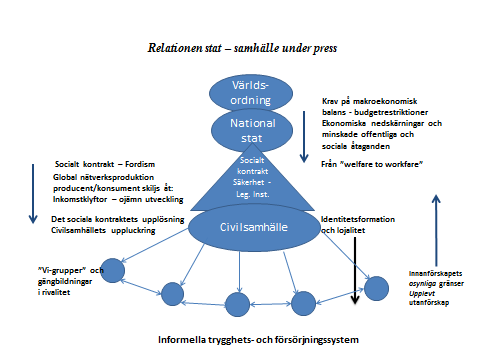 Relationen stat – samhälle under press
Världs-
ordning
National
stat
Socialt
kontrakt
Säkerhet -
Leg. Inst.
Civilsamhälle
Krav på makroekonomisk
balans - budgetrestriktioner
Ekonomiska nedskärningar och
minskade offentliga och
sociala åtaganden
Från ”welfare to workfare”
Socialt kontrakt – Fordism
Global nätverksproduktion
producent/konsument skiljs åt:
Inkomstklyftor – ojämn utveckling
Det sociala kontraktets upplösning
Civilsamhällets uppluckring
Identitetsformation
och lojalitet
”Vi-grupper” och
gängbildningar
i rivalitet
Innanförskapets
osynliga gränser
Upplevt
utanförskap
Informella trygghets- och försörjningssystem